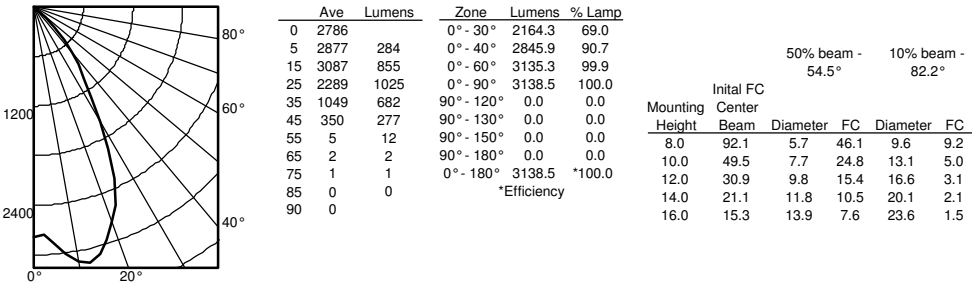 80°
1200
60°
2400
40°
0°
20°
Ave Lumens
0 2786
5 2877 284
15 3087 855
25 2289 1025
35 1049 682
45 350 277
55 5 12
65 2 2
75 1 1
85 0 0
90 0
Zone Lumens % Lamp
0° - 30° 2164.3 69.0
0° - 40° 2845.9 90.7
0° - 60° 3135.3 99.9
0° - 90° 3138.5 100.0
90° - 120° 0.0 0.0
90° - 130° 0.0 0.0
90° - 150° 0.0 0.0
90° - 180° 0.0 0.0
0° - 180° 3138.5 *100.0
*Efficiency
50% beam - 10% beam -
54.5° 82.2°
Inital FC
Mounting Center
Height Beam Diameter FC Diameter FC
8.0 92.1 5.7 46.1 9.6 9.2
10.0 49.5 7.7 24.8 13.1 5.0
12.0 30.9 9.8 15.4 16.6 3.1
14.0 21.1 11.8 10.5 20.1 2.1
16.0 15.3 13.9 7.6 23.6 1.5